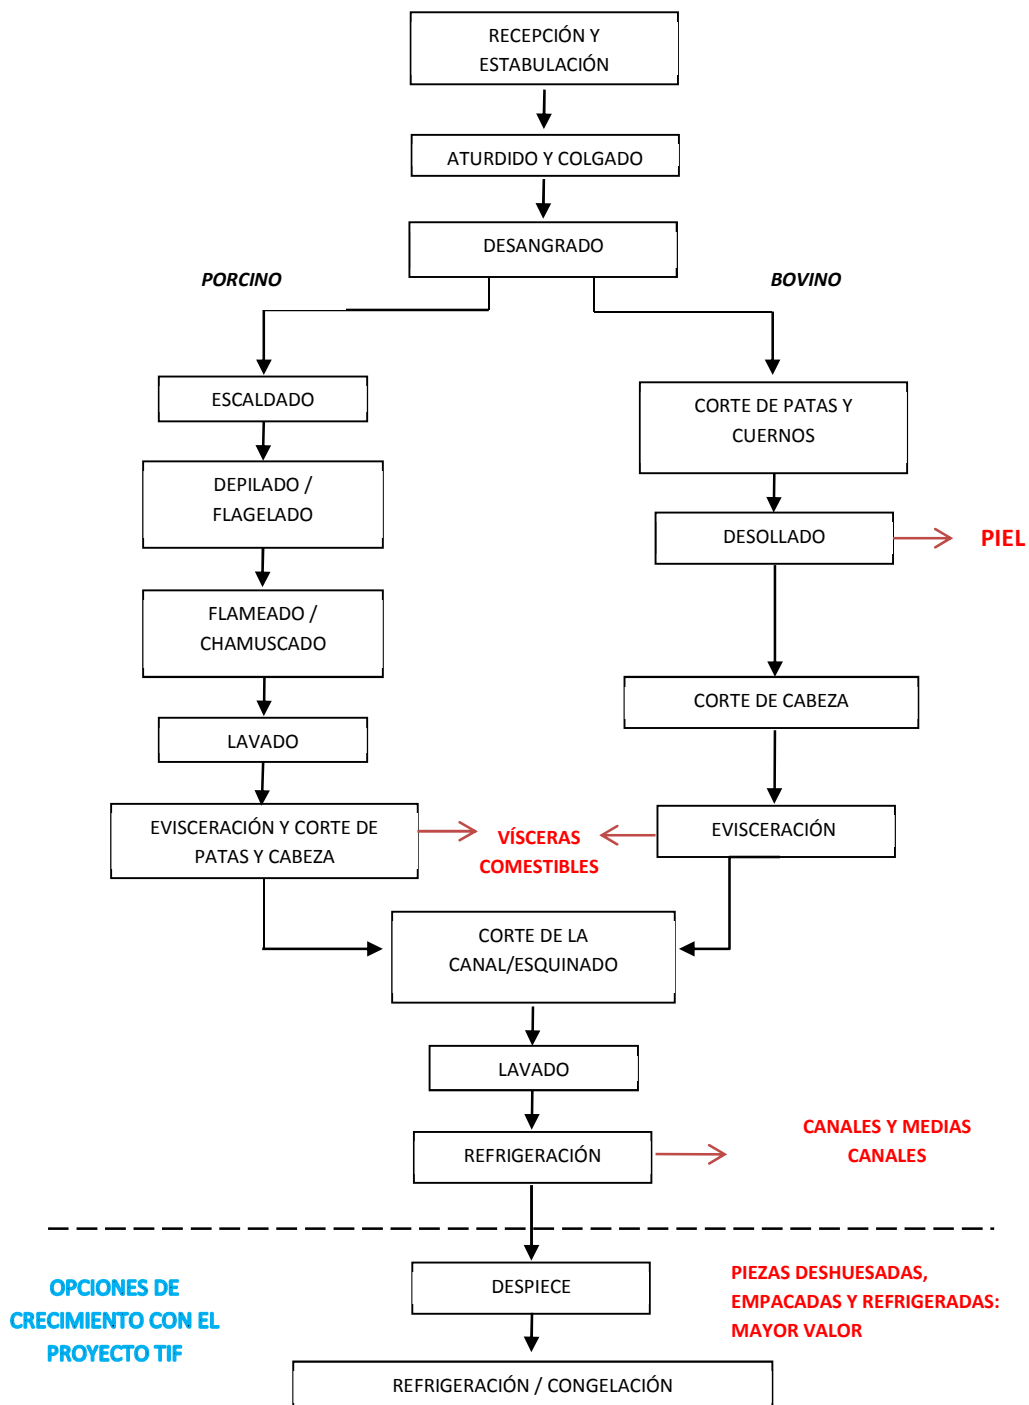 RECEPCIÓN Y
ESTABULACIÓN
ATURDIDO Y COLGADO
DESANGRADO
PORCINO
BOVINO
ESCALDADO
DEPILADO /
FLAGELADO
FLAMEADO /
CHAMUSCADO
LAVADO
EVISCERACIÓN Y CORTE DE
PATAS Y CABEZA
CORTE DE PATAS Y
CUERNOS
DESOLLADO
PIEL
CORTE DE CABEZA
EVISCERACIÓN
VÍSCERAS
COMESTIBLES
CORTE DE LA
CANAL/ESQUINADO
LAVADO
REFRIGERACIÓN
CANALES Y MEDIAS
CANALES
OPCIONES DE
CRECIMIENTO CON EL
PROYECTO TIF
DESPIECE
PIEZAS DESHUESADAS,
EMPACADAS Y REFRIGERADAS:
MAYOR VALOR
REFRIGERACIÓN / CONGELACIÓN